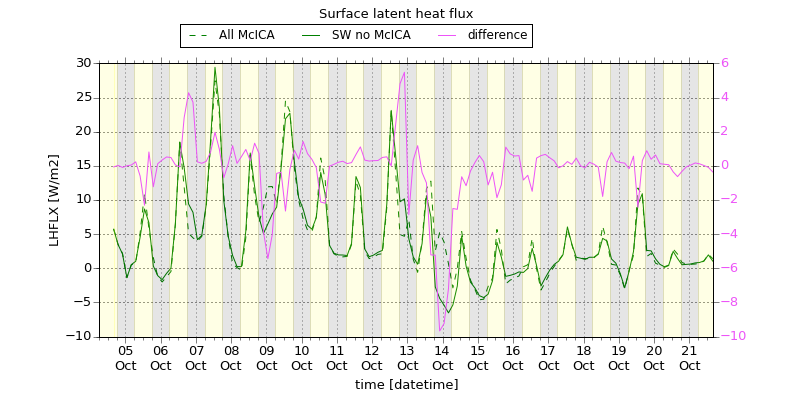 Surface latent heat flux
All McICA SW no McICA difference
30 6
25 4
20 2
15 0
10 −2
5 −4
0 −6
−5 −8
−10 −10
LHFLX [W/m2]
05 06 07 08 09 10 11 12 13 14 15 16 17 18 19 20 21
Oct Oct Oct Oct Oct Oct Oct Oct Oct Oct Oct Oct Oct Oct Oct Oct Oct
time [datetime]